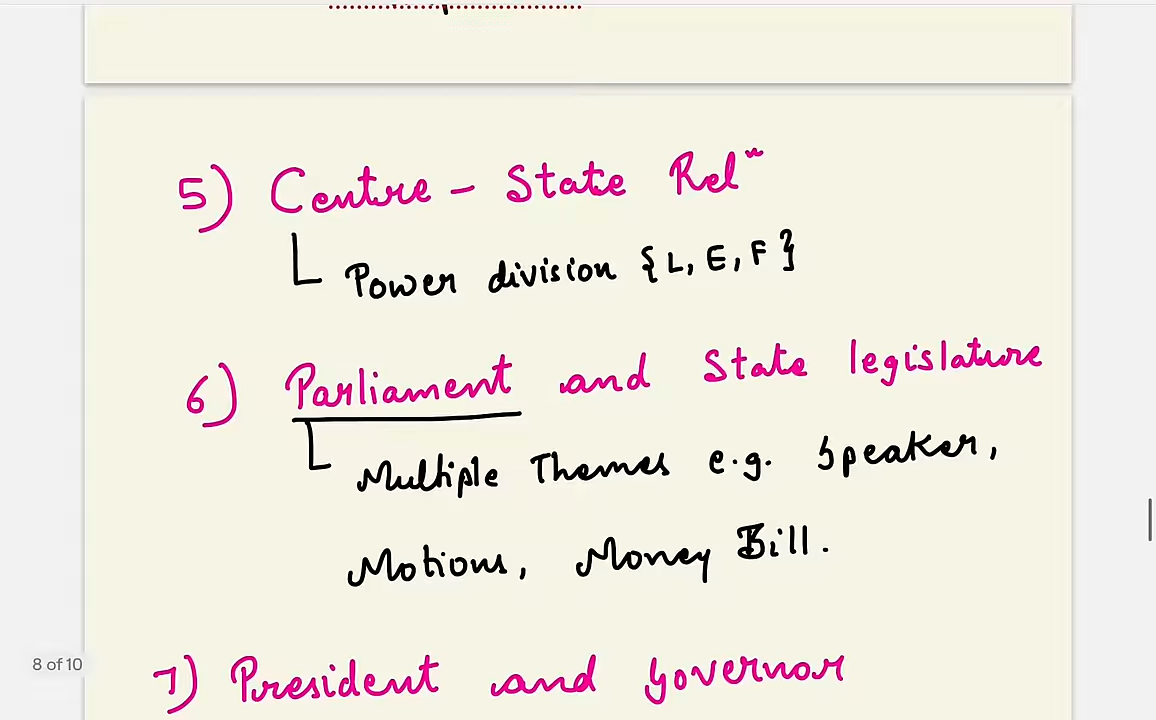 5) Centre - State Relⁿ
Power division {L, E, F}
6) Parliament and State legislature
Multiple Themes e.g. Speaker,
Motions, Money Bill.
8 of 10
7) President and Governor